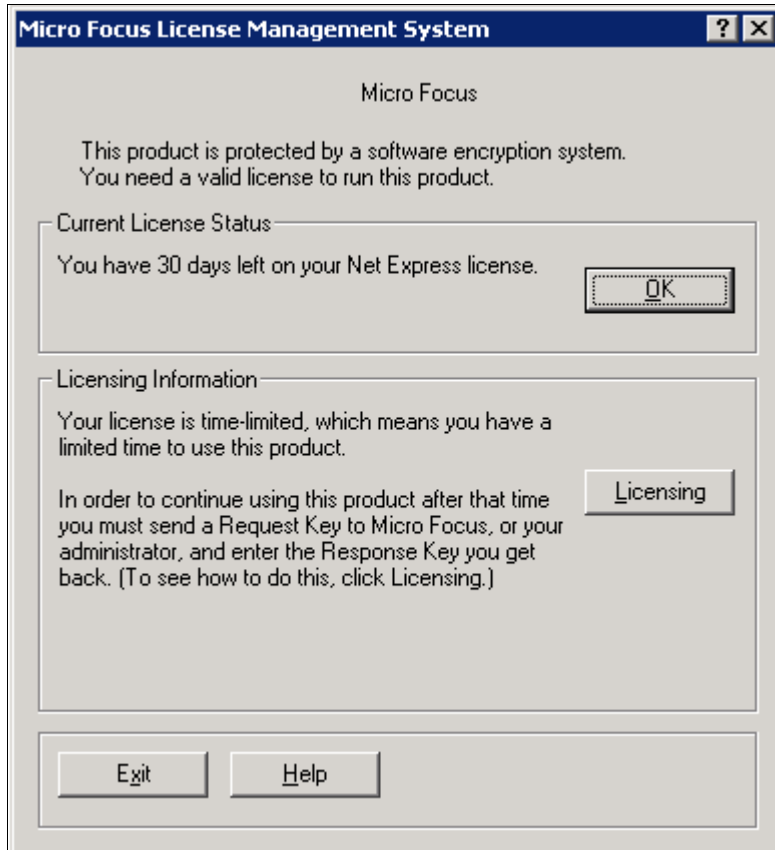 Micro Focus License Management System
Micro Focus
This product is protected by a software encryption system.
You need a valid license to run this product.
Current License Status
You have 30 days left on your Net Express license.
OK
Licensing Information
Your license is time-limited, which means you have a
limited time to use this product.
In order to continue using this product after that time
you must send a Request Key to Micro Focus, or your
administrator, and enter the Response Key you get
back. (To see how to do this, click Licensing.)
Licensing
Exit
Help